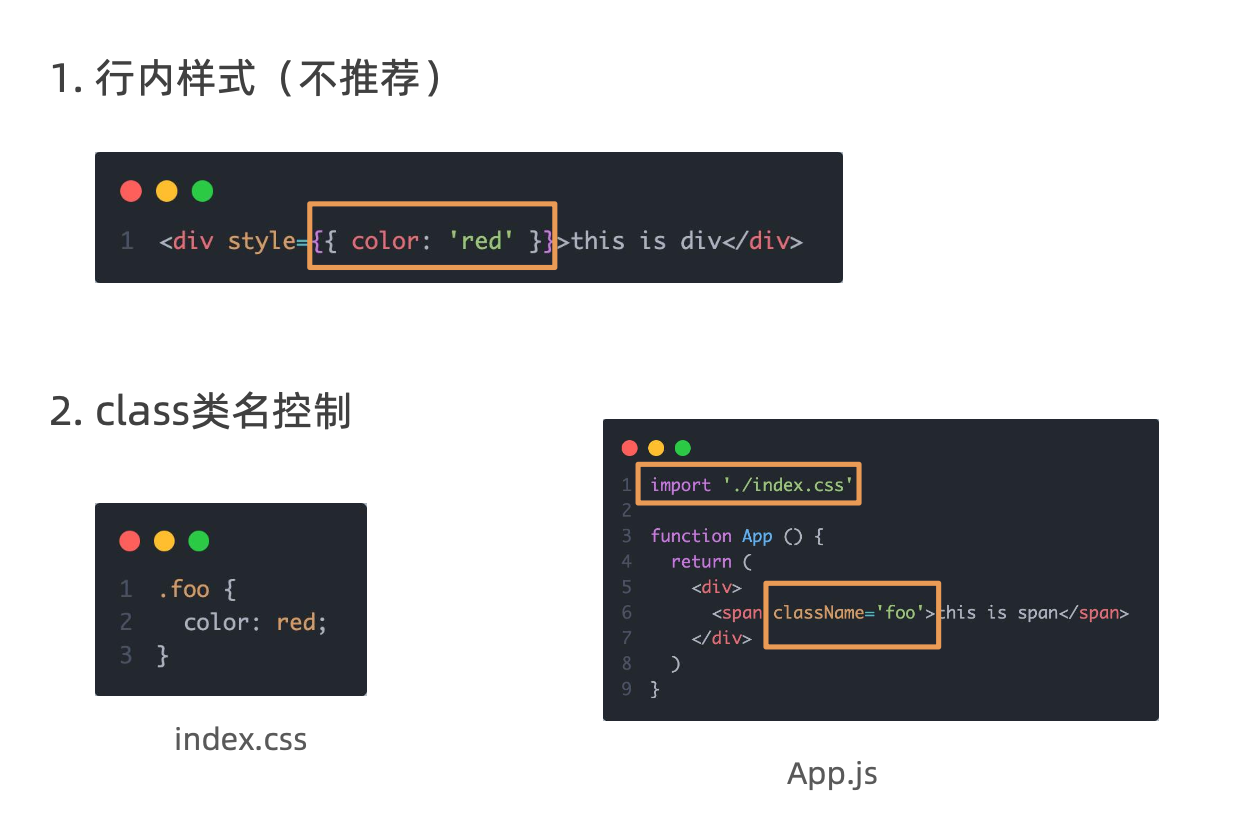 1. 行内样式（不推荐）
1 <div style={{ color: 'red' }}>this is div</div>
2. class类名控制
1 .foo {
2   color: red;
3 }
index.css
1 import './index.css'
2
3 function App () {
4   return (
5     <div>
6       <span className='foo'>this is span</span>
7     </div>
8   )
9 }
App.js